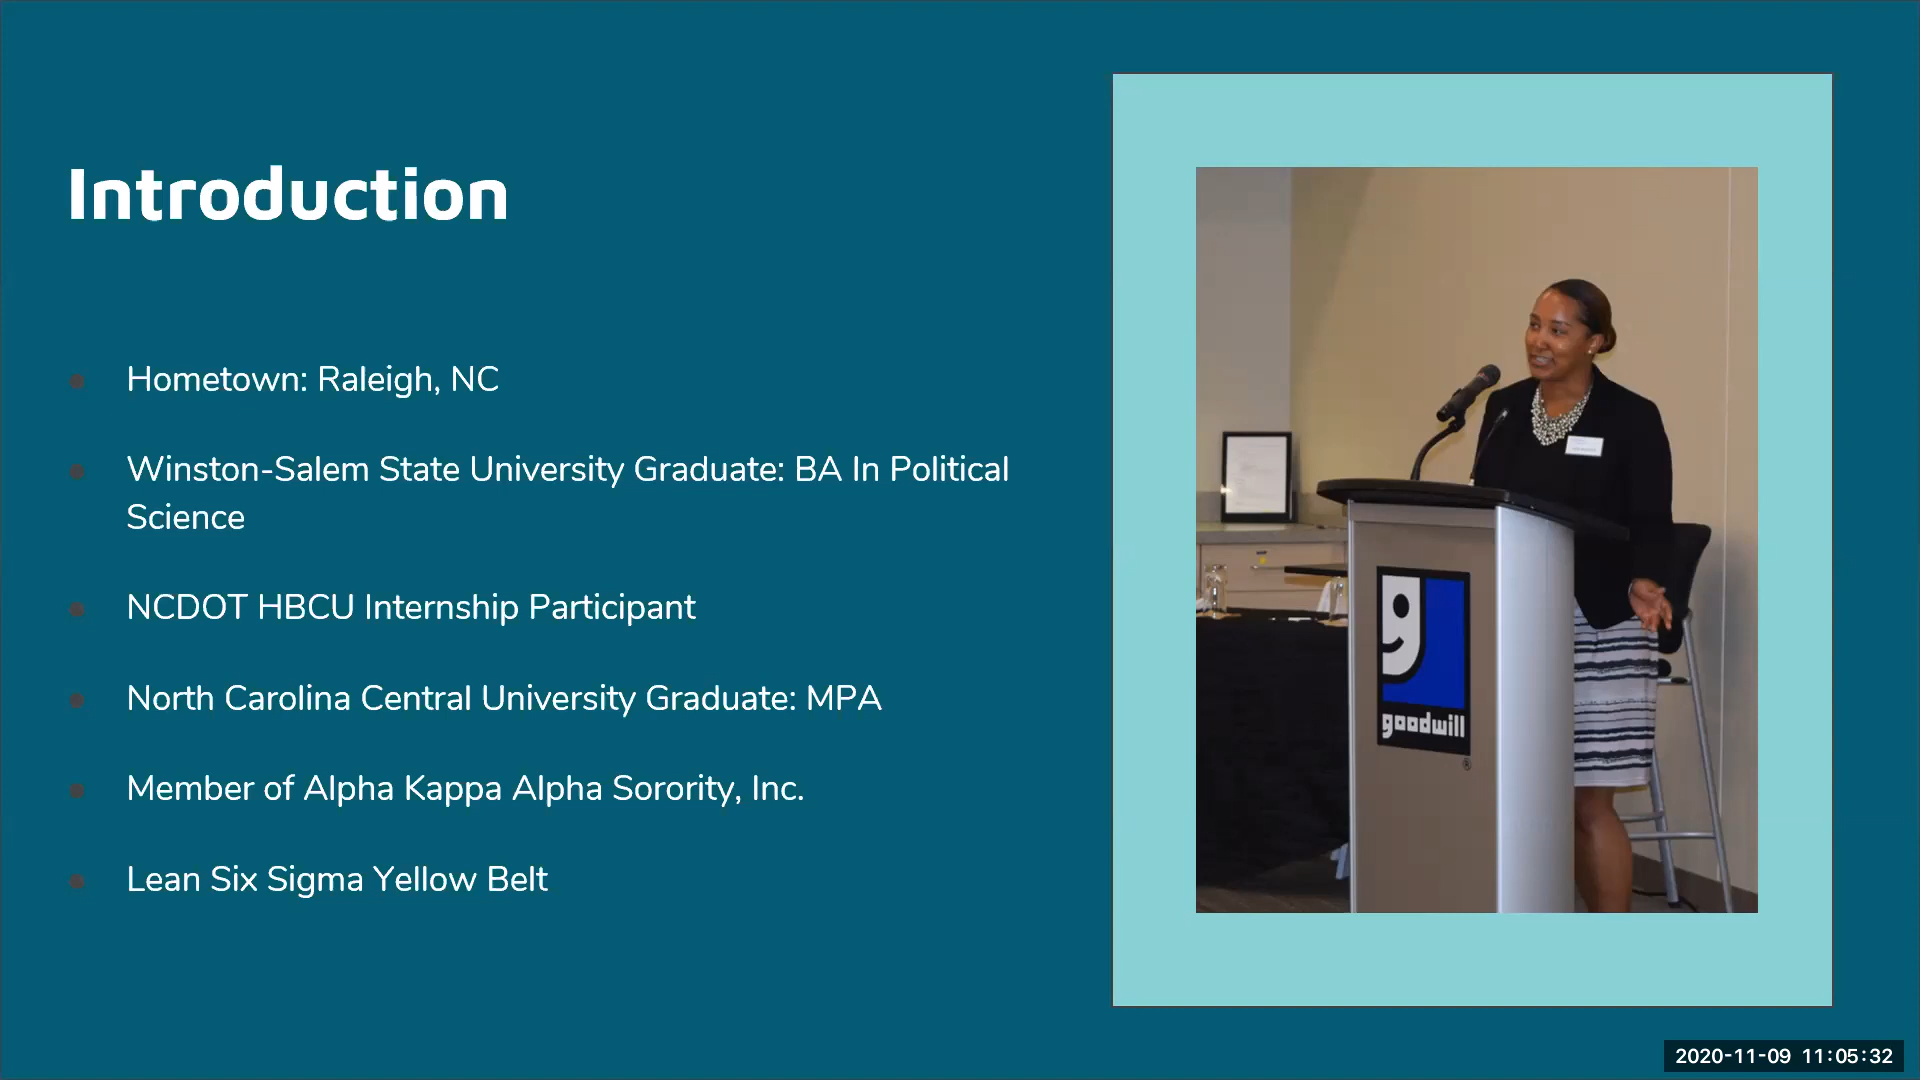 Introduction
Hometown: Raleigh, NC
Winston-Salem State University Graduate: BA In Political
Science
NCDOT HBCU Internship Participant
North Carolina Central University Graduate: MPA
Member of Alpha Kappa Alpha Sorority, Inc.
Lean Six Sigma Yellow Belt
g
goodwill
®
2020-11-09 11:05:32